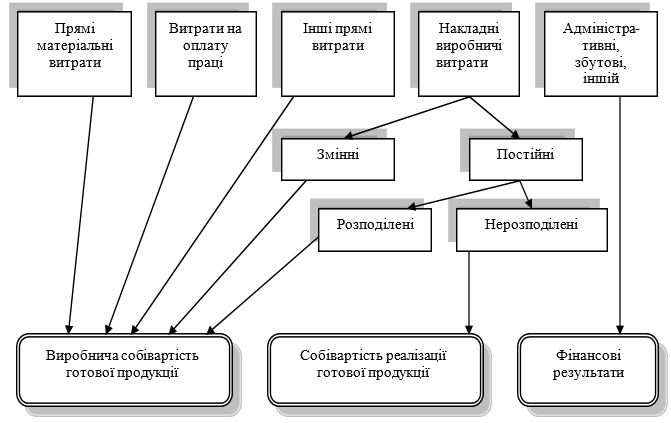 Прямі
матеріальні
витрати
Витрати на
оплату
праці
Інші прямі
витрати
Накладні
виробничі
витрати
Адміністра-
тивні,
збутові,
іншій
Змінні
Постійні
Розподілені
Нерозподілені
Виробнича собівартість
готової продукції
Собівартість реалізації
готової продукції
Фінансові
результати